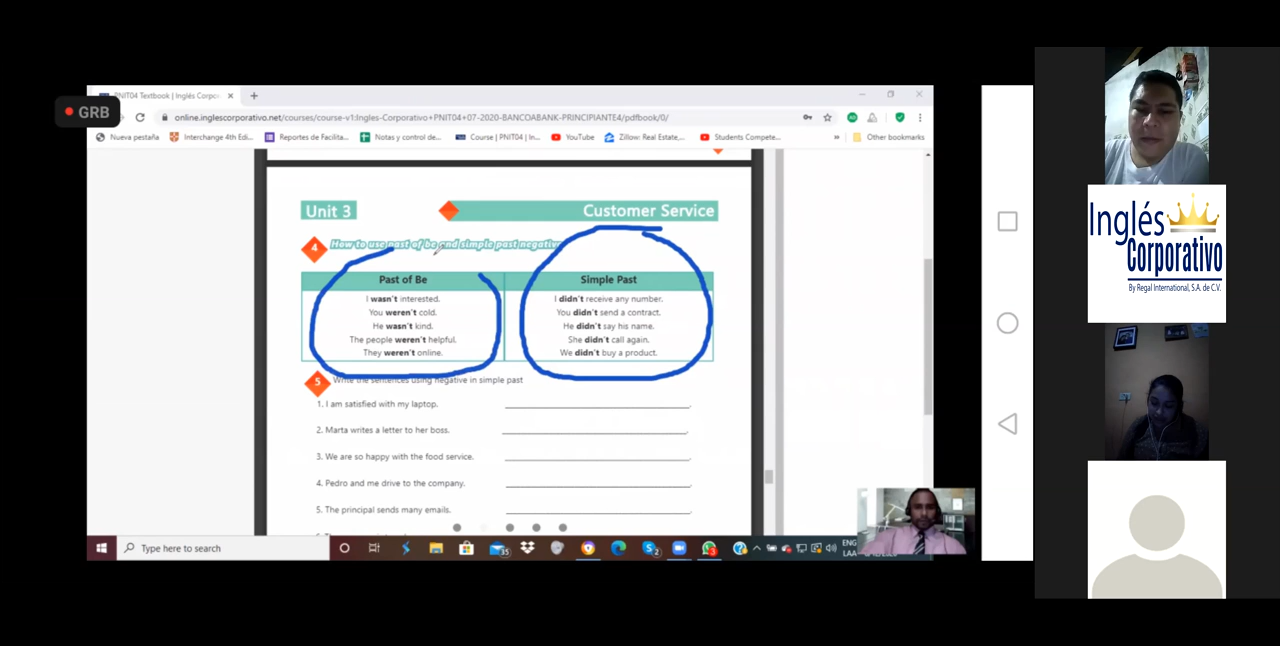 GRB
PNIT04 Textbook | Inglés Corpo
online.inglescorporativo.net/courses/course-v1:Ingles-Corporativo+PNIT04+07-2020-BANCOABANK-PRINCIPIANTE4/pdfbook/0/
Nueva pestaña
Interchange 4th Edi...
Reportes de Facilita...
Notas y control de...
Course | PNIT04 | In...
YouTube
Zillow: Real Estate,...
Students Compete...
»
Other bookmarks
Unit 3
Customer Service
4
How to use past of be and simple past negative
Past of Be
Simple Past
I wasn't interested.
I didn't receive any number.
You weren't cold.
You didn't send a contract.
He wasn't kind.
He didn't say his name.
The people weren't helpful.
She didn't call again.
They weren't online.
We didn't buy a product.
5
Write the sentences using negative in simple past
1. I am satisfied with my laptop.
2. Marta writes a letter to her boss.
3. We are so happy with the food service.
4. Pedro and me drive to the company.
5. The principal sends many emails.
Type here to search
ENG
LAA
Inglés
Corporativo
By Regal International, S.A. de C.V.